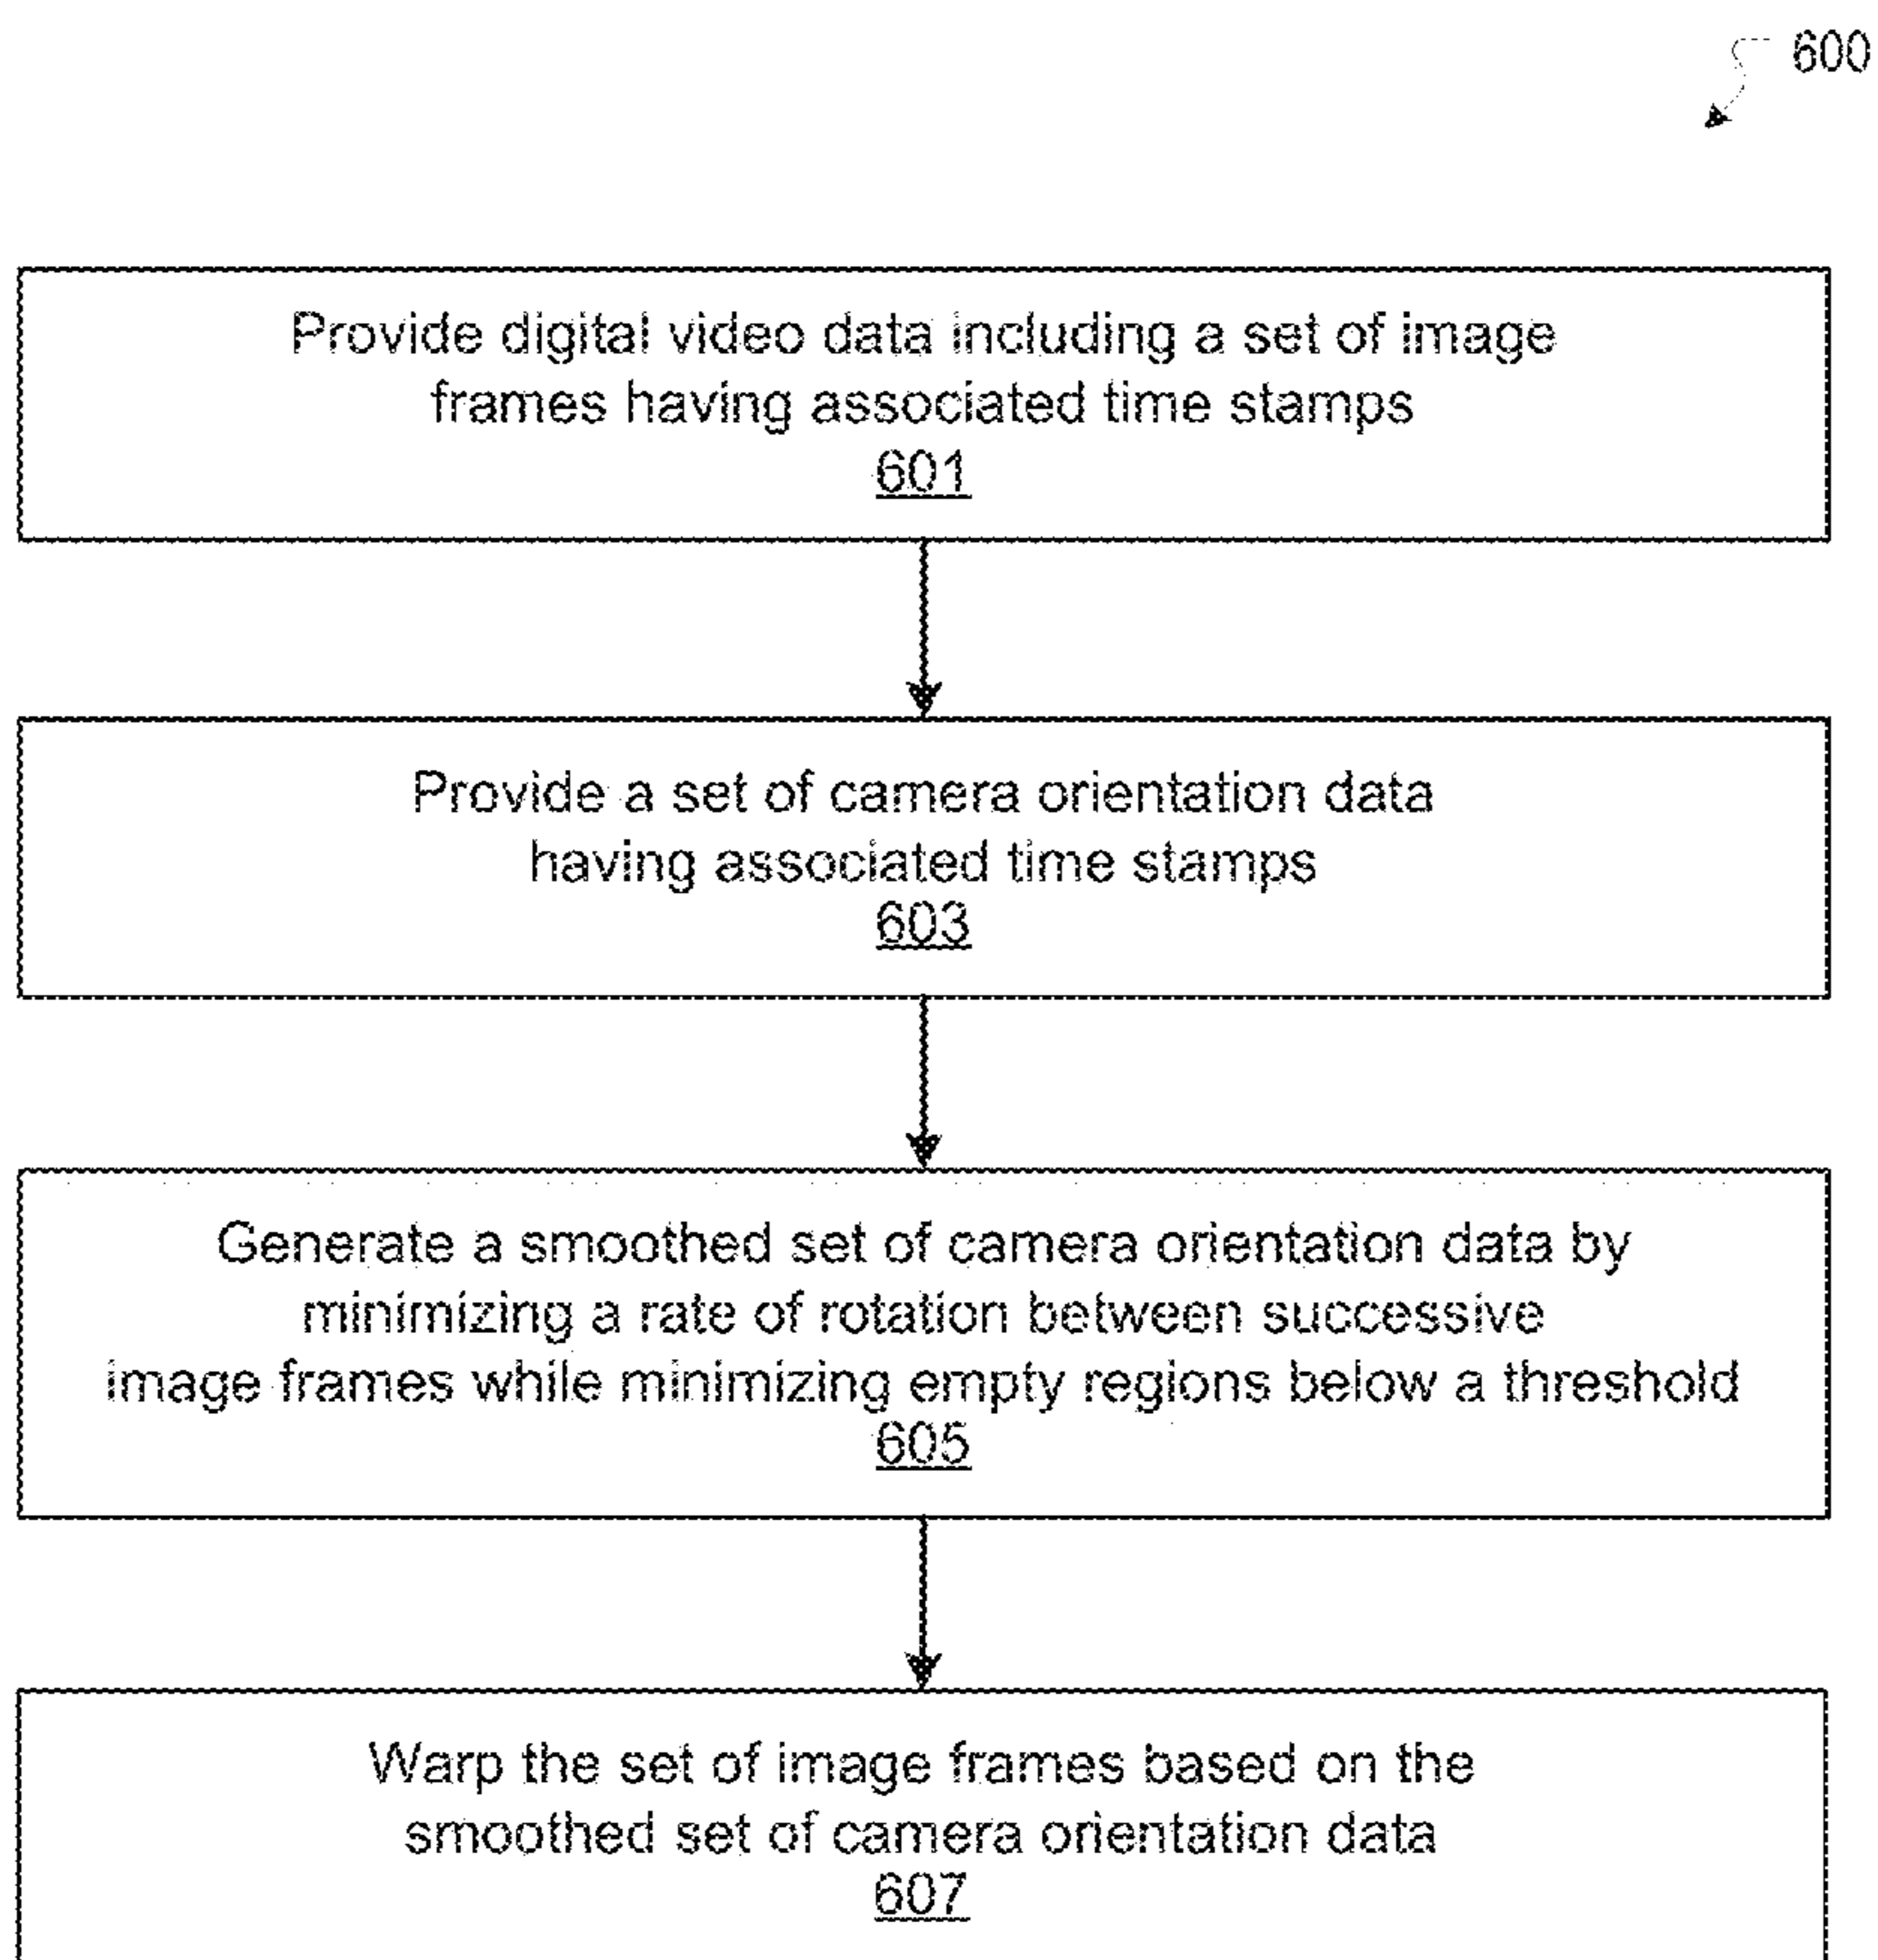 600
Provide digital video data including a set of image
frames having associated time stamps
601
Provide a set of camera orientation data
having associated time stamps
603
Generate a smoothed set of camera orientation data by
minimizing a rate of rotation between successive
image frames while minimizing empty regions below a threshold
605
Warp the set of image frames based on the
smoothed set of camera orientation data
607